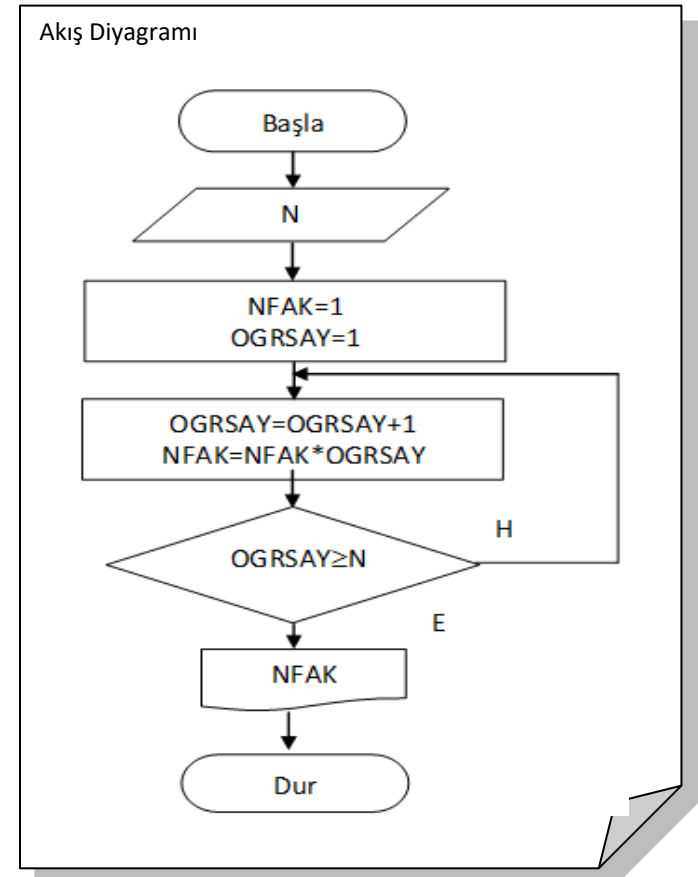 Akış Diyagramı
Başla
N
NFAK=1
OGRSAY=1
OGRSAY=OGRSAY+1
NFAK=NFAK*OGRSAY
H
OGRSAY≥N
E
NFAK
Dur